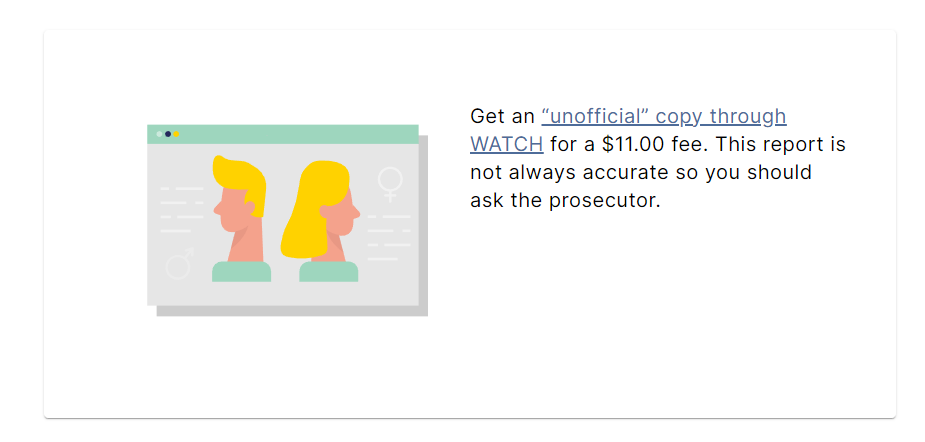 Get an “unofficial” copy through
WATCH for a $11.00 fee. This report is
not always accurate so you should
ask the prosecutor.